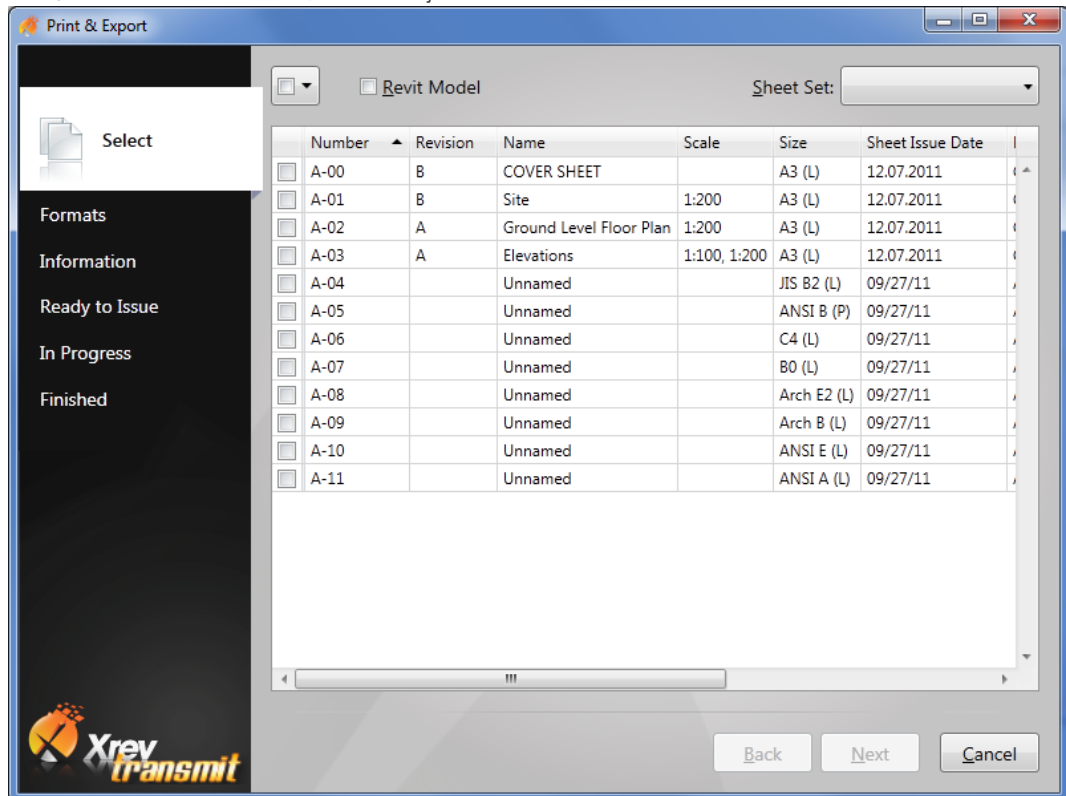 Print & Export
Revit Model Sheet Set:
Select
Number Revision Name Scale Size Sheet Issue Date
A-00 B COVER SHEET A3 (L) 12.07.2011
A-01 B Site 1:200 A3 (L) 12.07.2011
A-02 A Ground Level Floor Plan 1:200 A3 (L) 12.07.2011
A-03 A Elevations 1:100, 1:200 A3 (L) 12.07.2011
A-04 Unnamed JIS B2 (L) 09/27/11
A-05 Unnamed ANSI B (P) 09/27/11
A-06 Unnamed C4 (L) 09/27/11
A-07 Unnamed B0 (L) 09/27/11
A-08 Unnamed Arch E2 (L) 09/27/11
A-09 Unnamed Arch B (L) 09/27/11
A-10 Unnamed ANSI E (L) 09/27/11
A-11 Unnamed ANSI A (L) 09/27/11
Formats
Information
Ready to Issue
In Progress
Finished
Xrev
transmit
Back Next Cancel